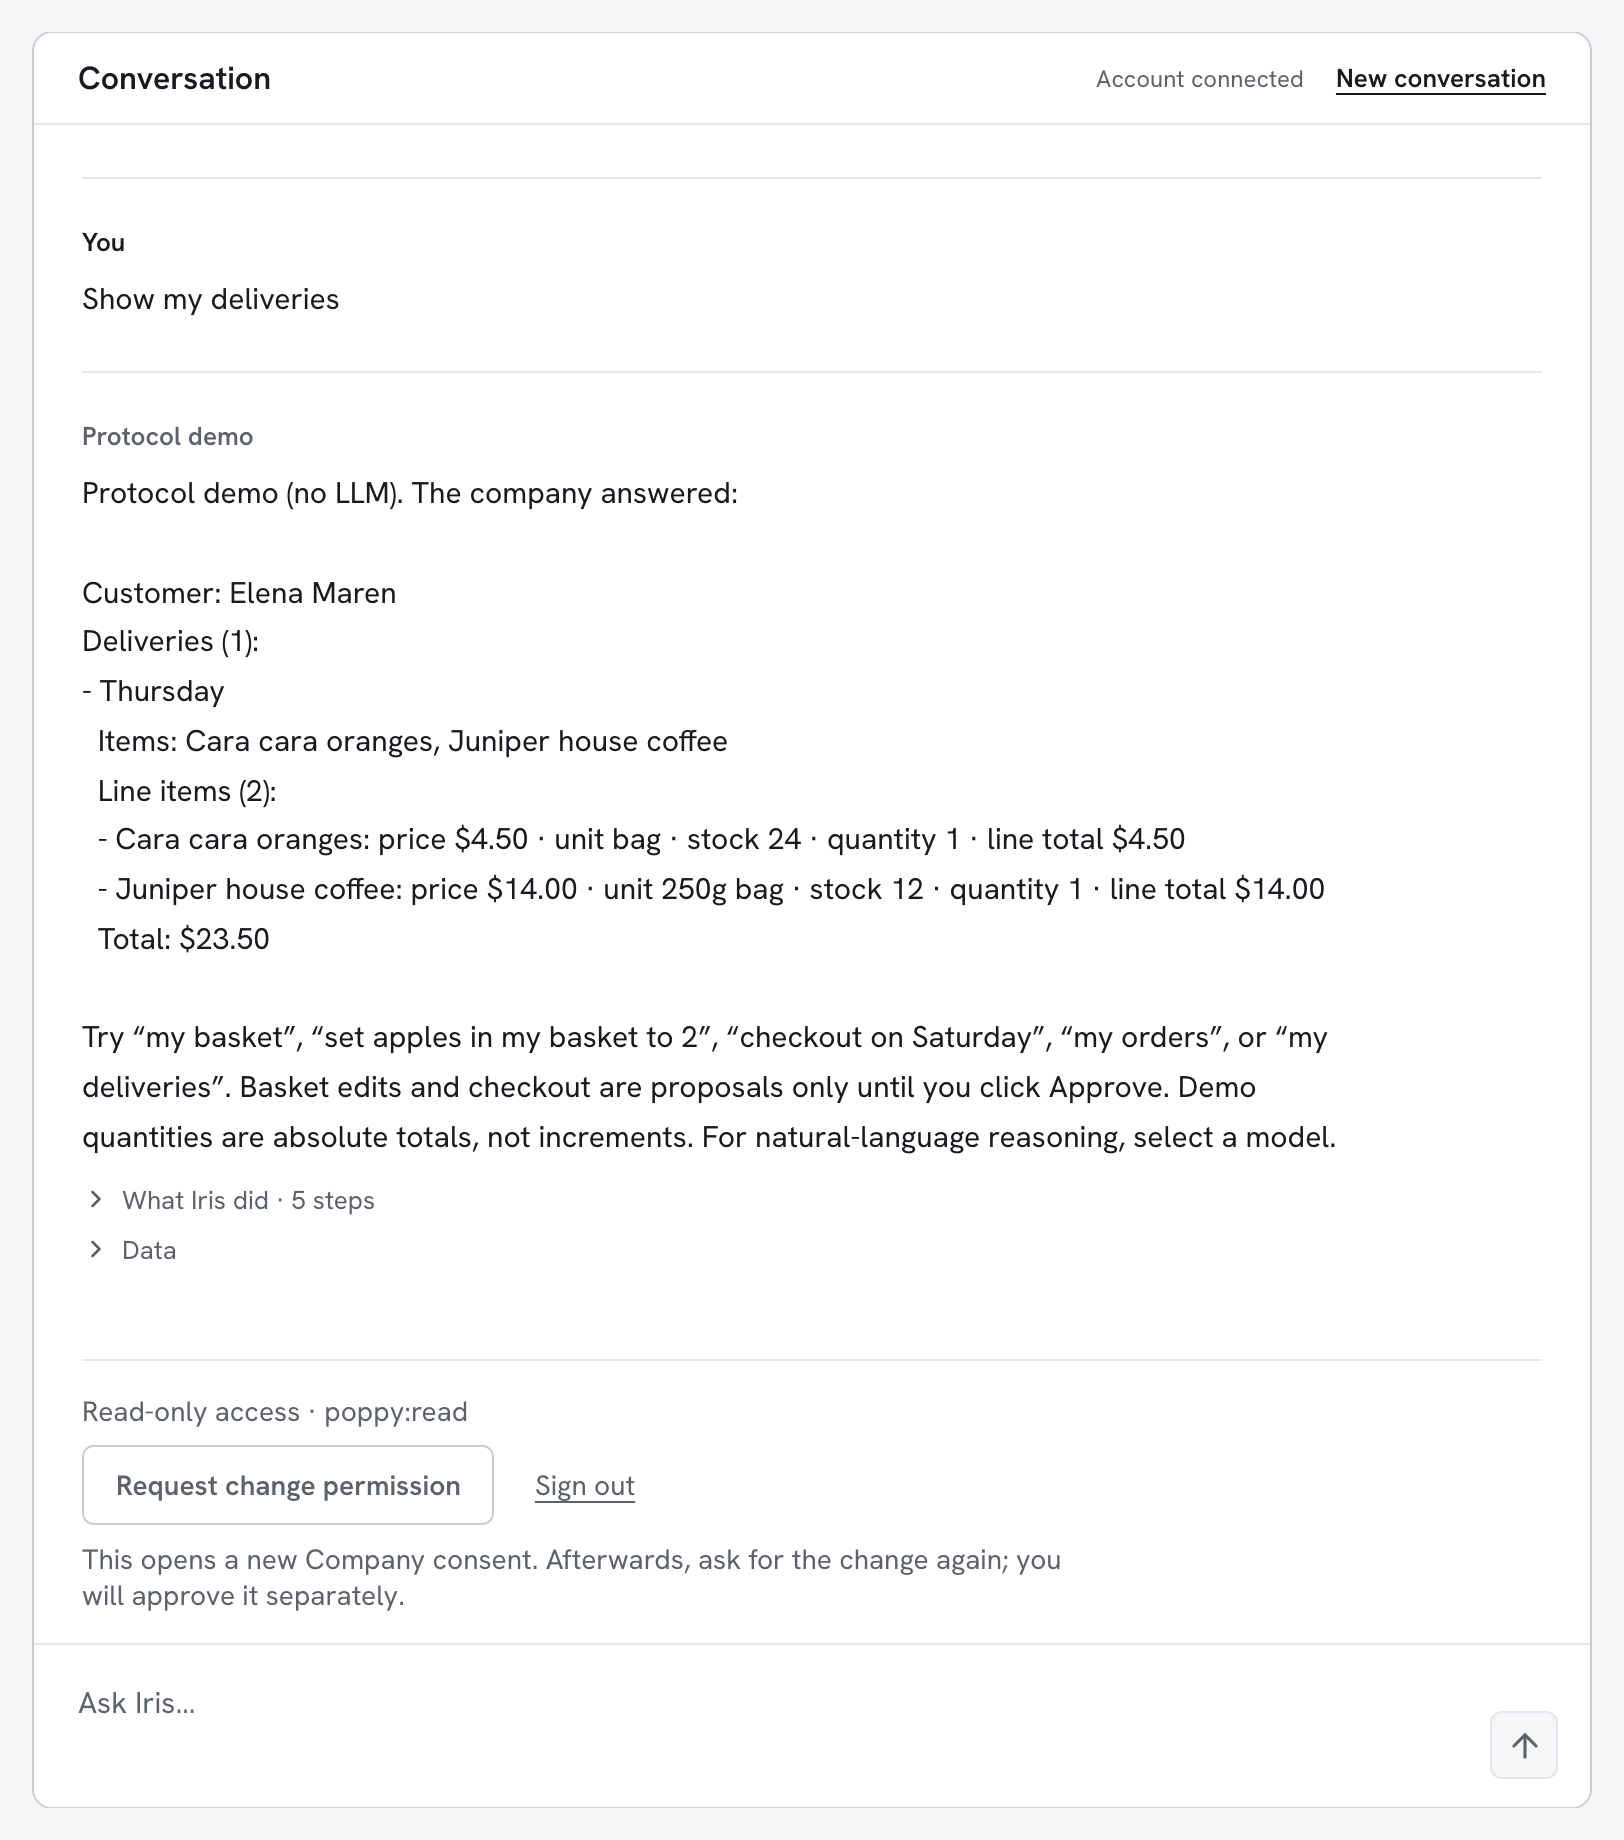 Conversation
Account connected
New conversation
You
Show my deliveries
Protocol demo
Protocol demo (no LLM). The company answered:
Customer: Elena Maren
Deliveries (1):
- Thursday
Items: Cara cara oranges, Juniper house coffee
Line items (2):
- Cara cara oranges: price $4.50 · unit bag · stock 24 · quantity 1 · line total $4.50
- Juniper house coffee: price $14.00 · unit 250g bag · stock 12 · quantity 1 · line total $14.00
Total: $23.50
Try “my basket”, “set apples in my basket to 2”, “checkout on Saturday”, “my orders”, or “my
deliveries”. Basket edits and checkout are proposals only until you click Approve. Demo
quantities are absolute totals, not increments. For natural-language reasoning, select a model.
What Iris did · 5 steps
Data
Read-only access · poppy:read
Request change permission
Sign out
This opens a new Company consent. Afterwards, ask for the change again; you
will approve it separately.
Ask Iris...